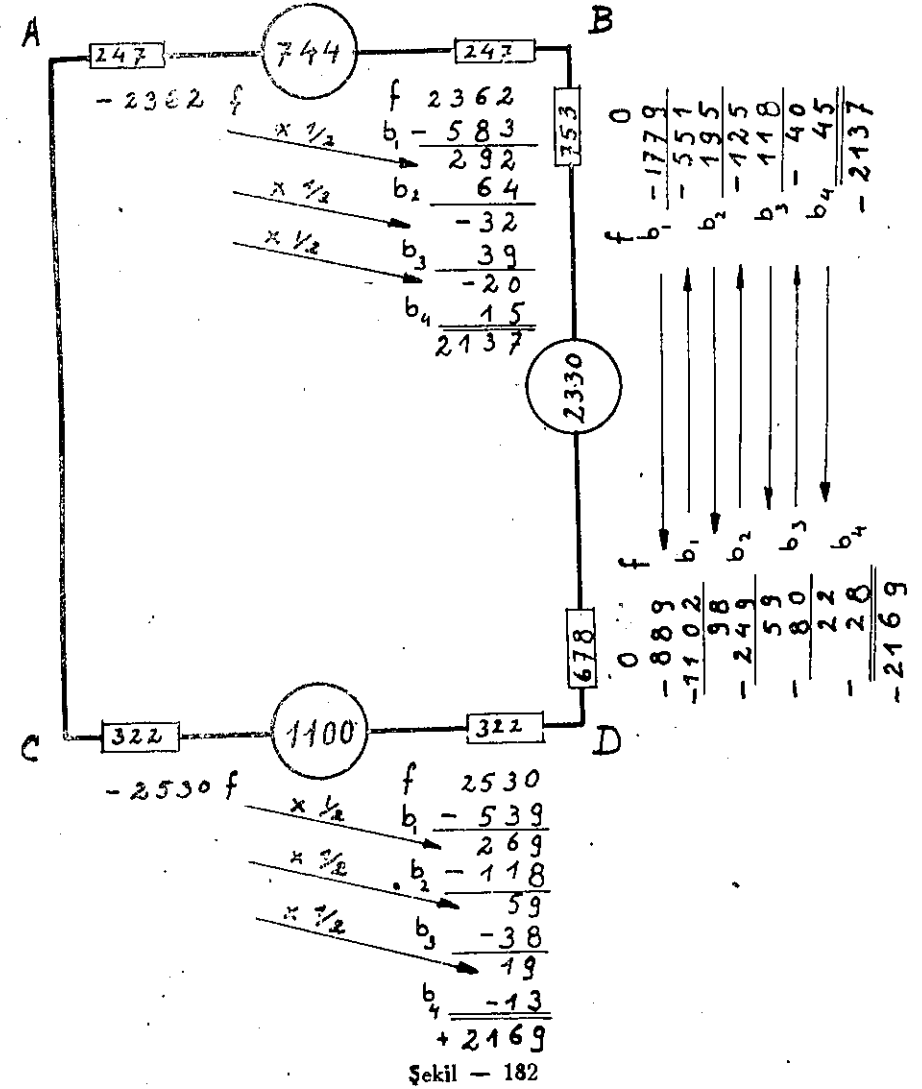 A
B
247
744
247
- 2362 f
f 2362
b1 - 583
x 1/2
292
b2 64
x 1/2
-32
b3 39
x 1/2
-20
b4 15
2137
753
0
f
-1779
b1 - 551
195
b2 -125
118
b3 - 40
45
b4
- 2137
2330
678
f
0
- 889
b1 -1102
98
b2 - 249
59
b3 - 80
22
b4 - 28
-2169
C
322
1100
322
D
- 2530 f
f 2530
x 1/2
b1 - 539
269
x 1/2
b2 - 118
59
x 1/2
b3 -38
19
b4 -13
+ 2169
Şekil — 182